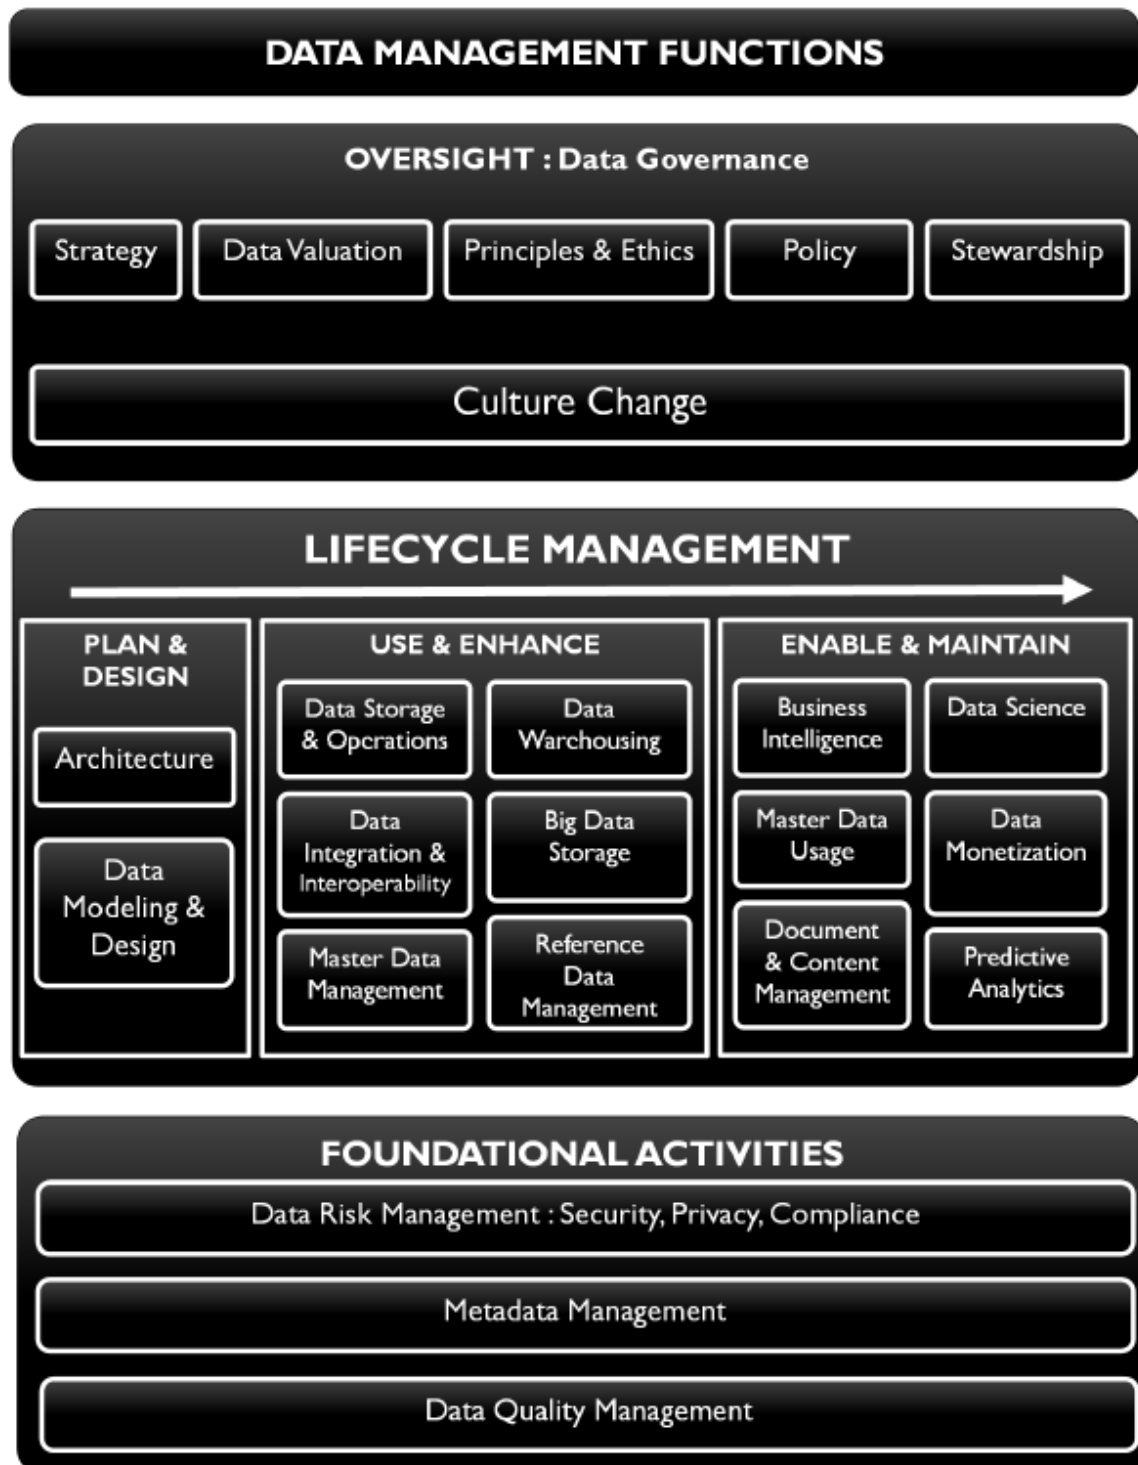 DATA MANAGEMENT FUNCTIONS
OVERSIGHT : Data Governance
Strategy
Data Valuation
Principles & Ethics
Policy
Stewardship
Culture Change
LIFECYCLE MANAGEMENT
PLAN &
DESIGN
Architecture
Data
Modeling &
Design
USE & ENHANCE
Data Storage
& Operations
Data
Warehousing
Data
Integration &
Interoperability
Big Data
Storage
Master Data
Management
Reference
Data
Management
ENABLE & MAINTAIN
Business
Intelligence
Data Science
Master Data
Usage
Data
Monetization
Document
& Content
Management
Predictive
Analytics
FOUNDATIONAL ACTIVITIES
Data Risk Management : Security, Privacy, Compliance
Metadata Management
Data Quality Management